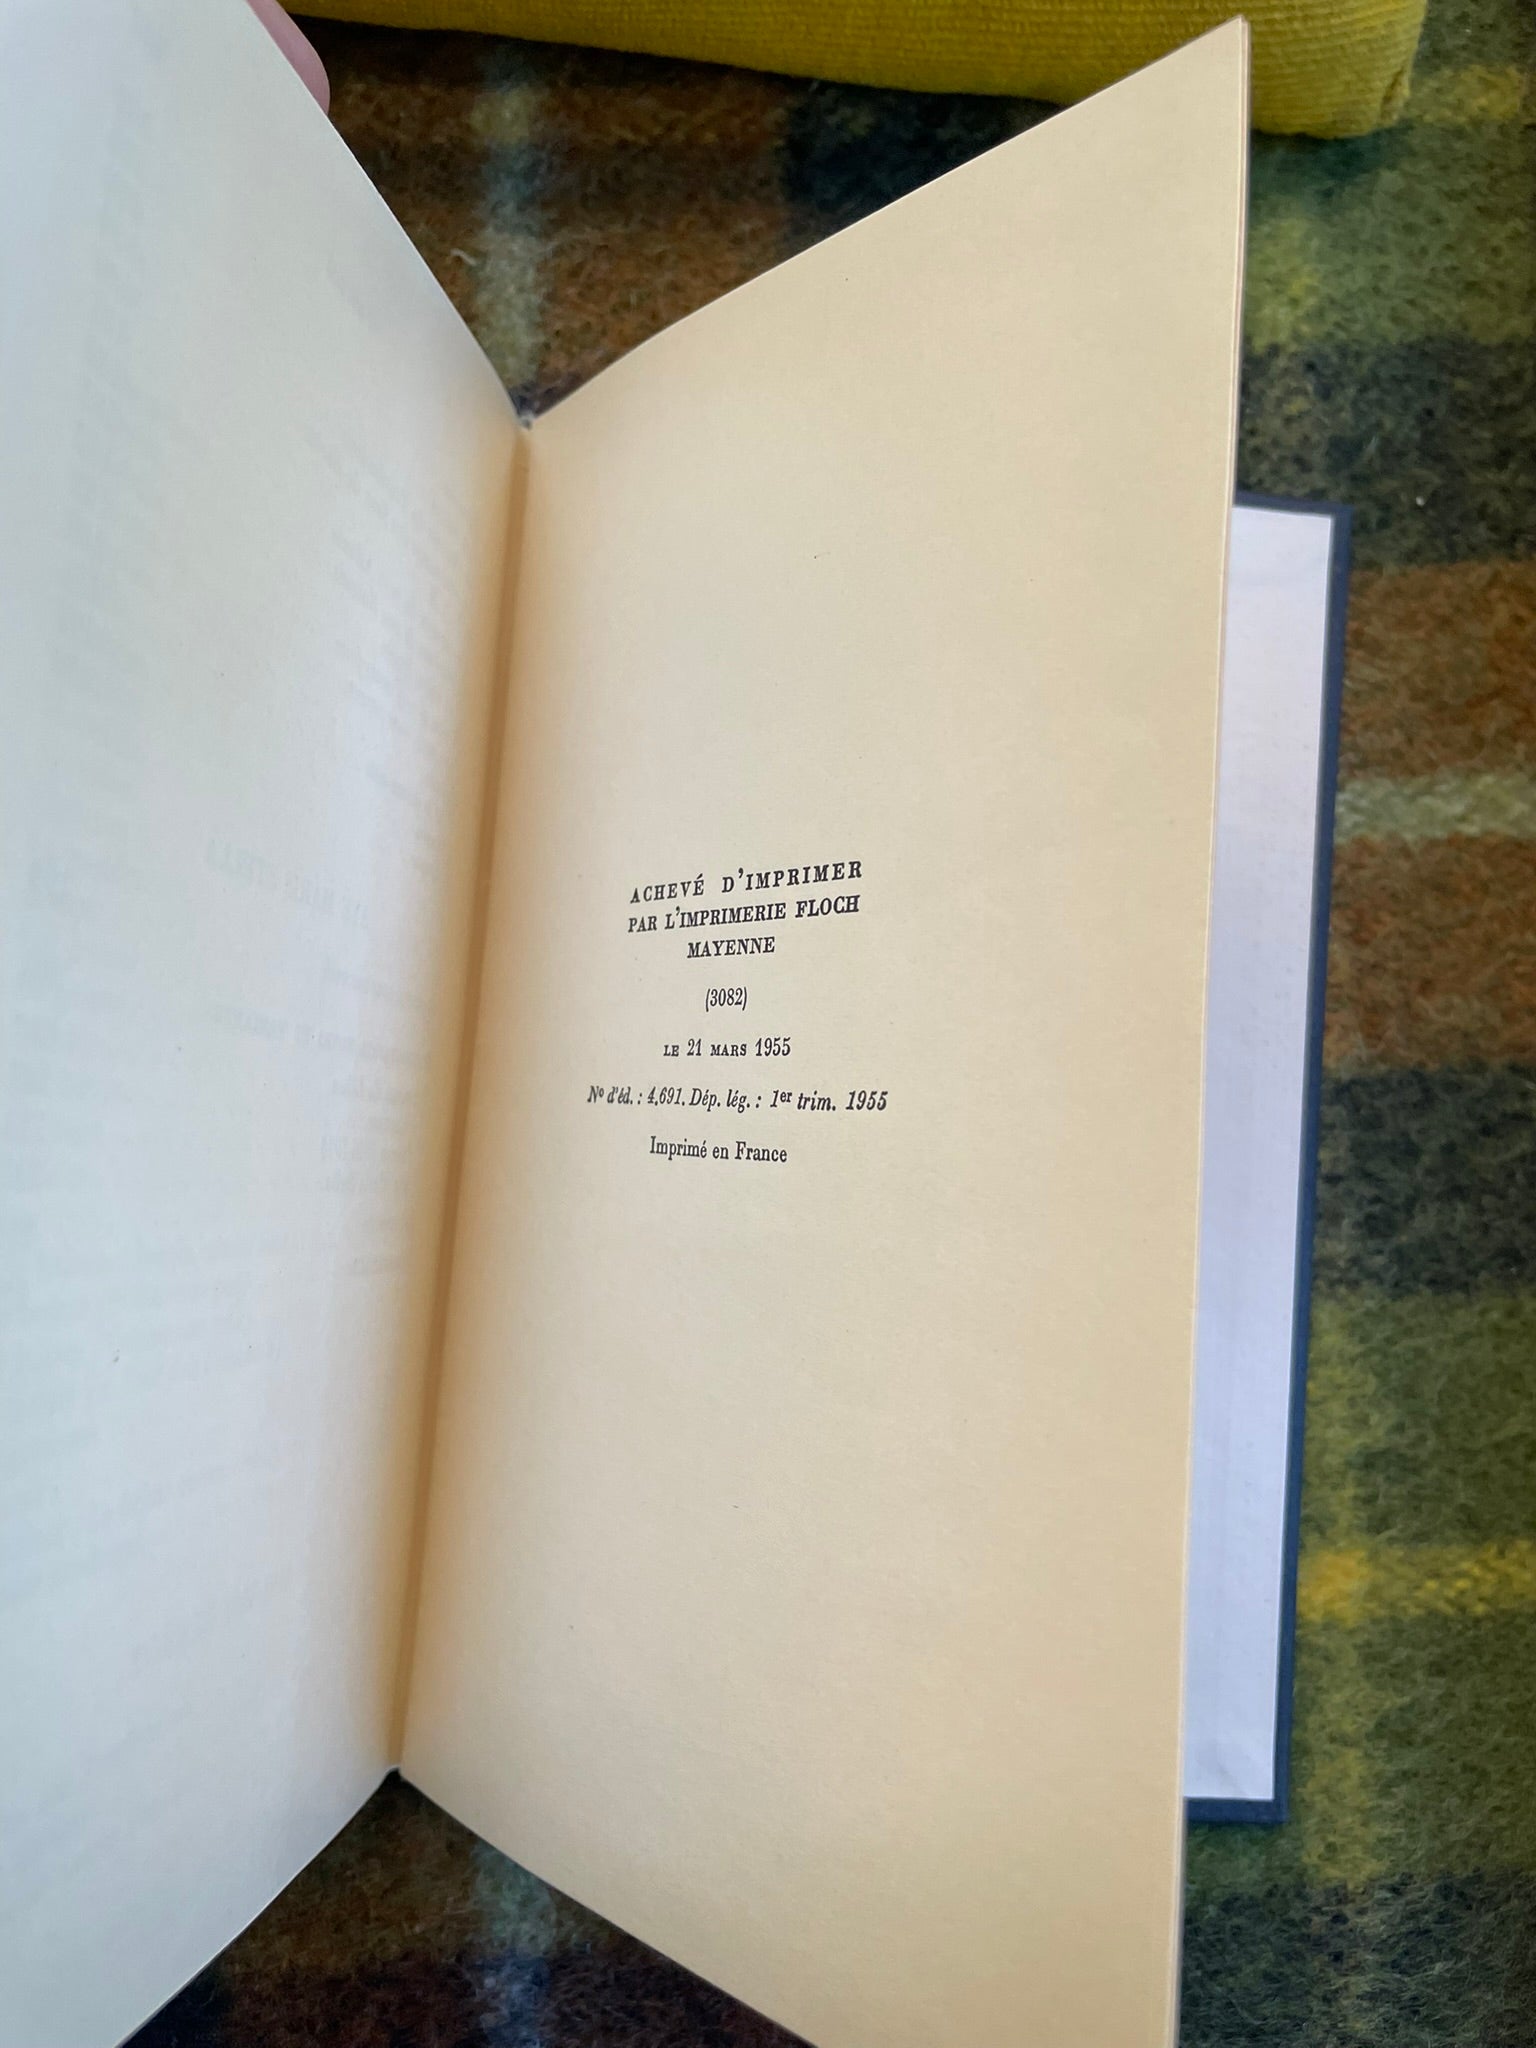 ACHEVÉ D'IMPRIMER
PAR L'IMPRIMERIE FLOCH
MAYENNE
(3082)
LE 21 MARS 1955
Nº d'éd. : 4.691. Dép. lég. : 1er trim. 1955
Imprimé en France